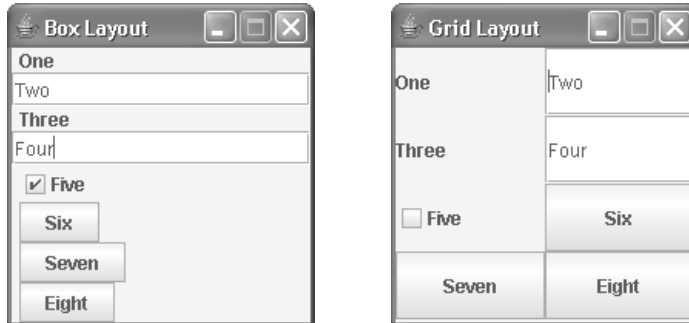 Box Layout
One
Two
Three
Four
Five
Six
Seven
Eight
Grid Layout
One Two
Three Four
Five Six
Seven Eight